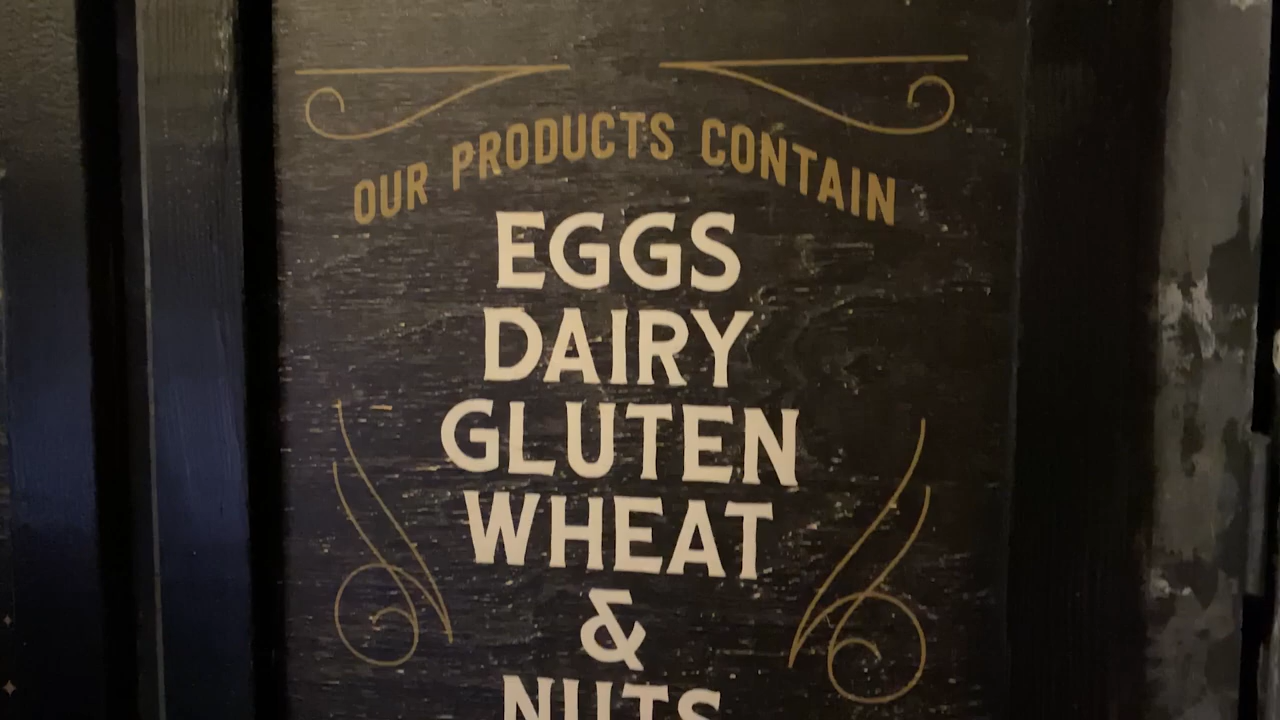 OUR PRODUCTS CONTAIN
EGGS
DAIRY
GLUTEN
WHEAT
&
NUTS